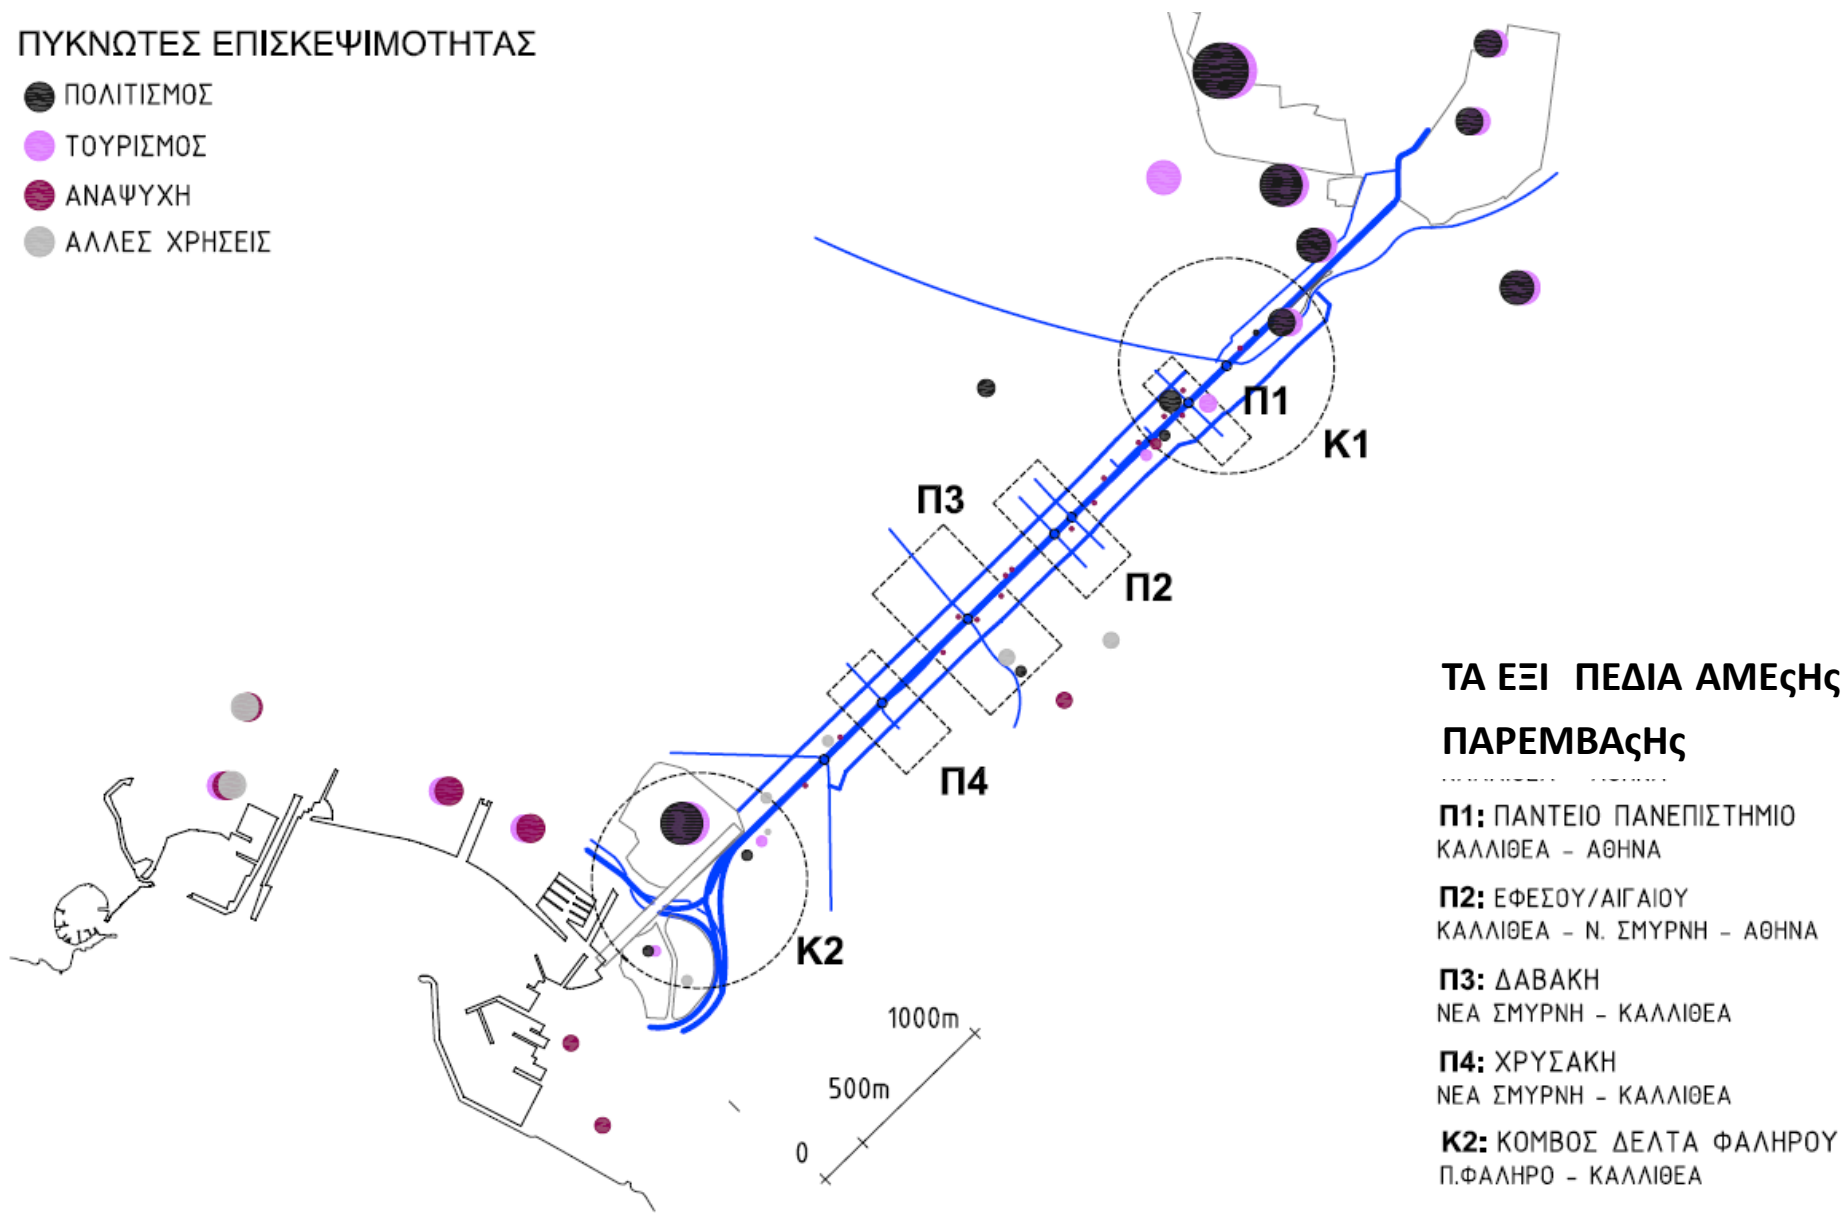 ΠΥΚΝΩΤΕΣ ΕΠΙΣΚΕΨΙΜΟΤΗΤΑΣ
ΠΟΛΙΤΙΣΜΟΣ
ΤΟΥΡΙΣΜΟΣ
ΑΝΑΨΥΧΗ
ΑΛΛΕΣ ΧΡΗΣΕΙΣ
Π1
Κ1
Π3
Π2
Π4
Κ2
1000m
500m
0
ΤΑ ΕΞΙ ΠΕΔΙΑ ΑΜΕςΗς
ΠΑΡΕΜΒΑςΗς
Π1: ΠΑΝΤΕΙΟ ΠΑΝΕΠΙΣΤΗΜΙΟ
ΚΑΛΛΙΘΕΑ - ΑΘΗΝΑ
Π2: ΕΦΕΣΟΥ/ΑΙΓΑΙΟΥ
ΚΑΛΛΙΘΕΑ - Ν. ΣΜΥΡΝΗ - ΑΘΗΝΑ
Π3: ΔΑΒΑΚΗ
ΝΕΑ ΣΜΥΡΝΗ - ΚΑΛΛΙΘΕΑ
Π4: ΧΡΥΣΑΚΗ
ΝΕΑ ΣΜΥΡΝΗ - ΚΑΛΛΙΘΕΑ
Κ2: ΚΟΜΒΟΣ ΔΕΛΤΑ ΦΑΛΗΡΟΥ
Π.ΦΑΛΗΡΟ - ΚΑΛΛΙΘΕΑ